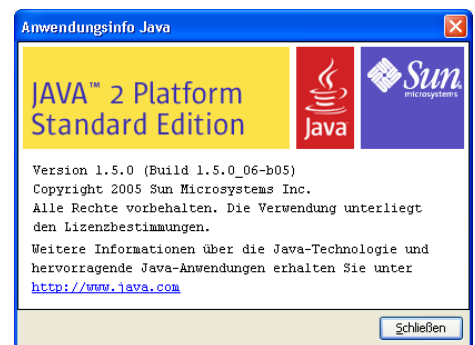 Anwendungsinfo Java
JAVA™ 2 Platform
Standard Edition
Java
Sun
microsystems
Version 1.5.0 (Build 1.5.0_06-b05)
Copyright 2005 Sun Microsystems Inc.
Alle Rechte vorbehalten. Die Verwendung unterliegt
den Lizenzbestimmungen.
Weitere Informationen über die Java-Technologie und
hervorragende Java-Anwendungen erhalten Sie unter
http://www.java.com
Schließen